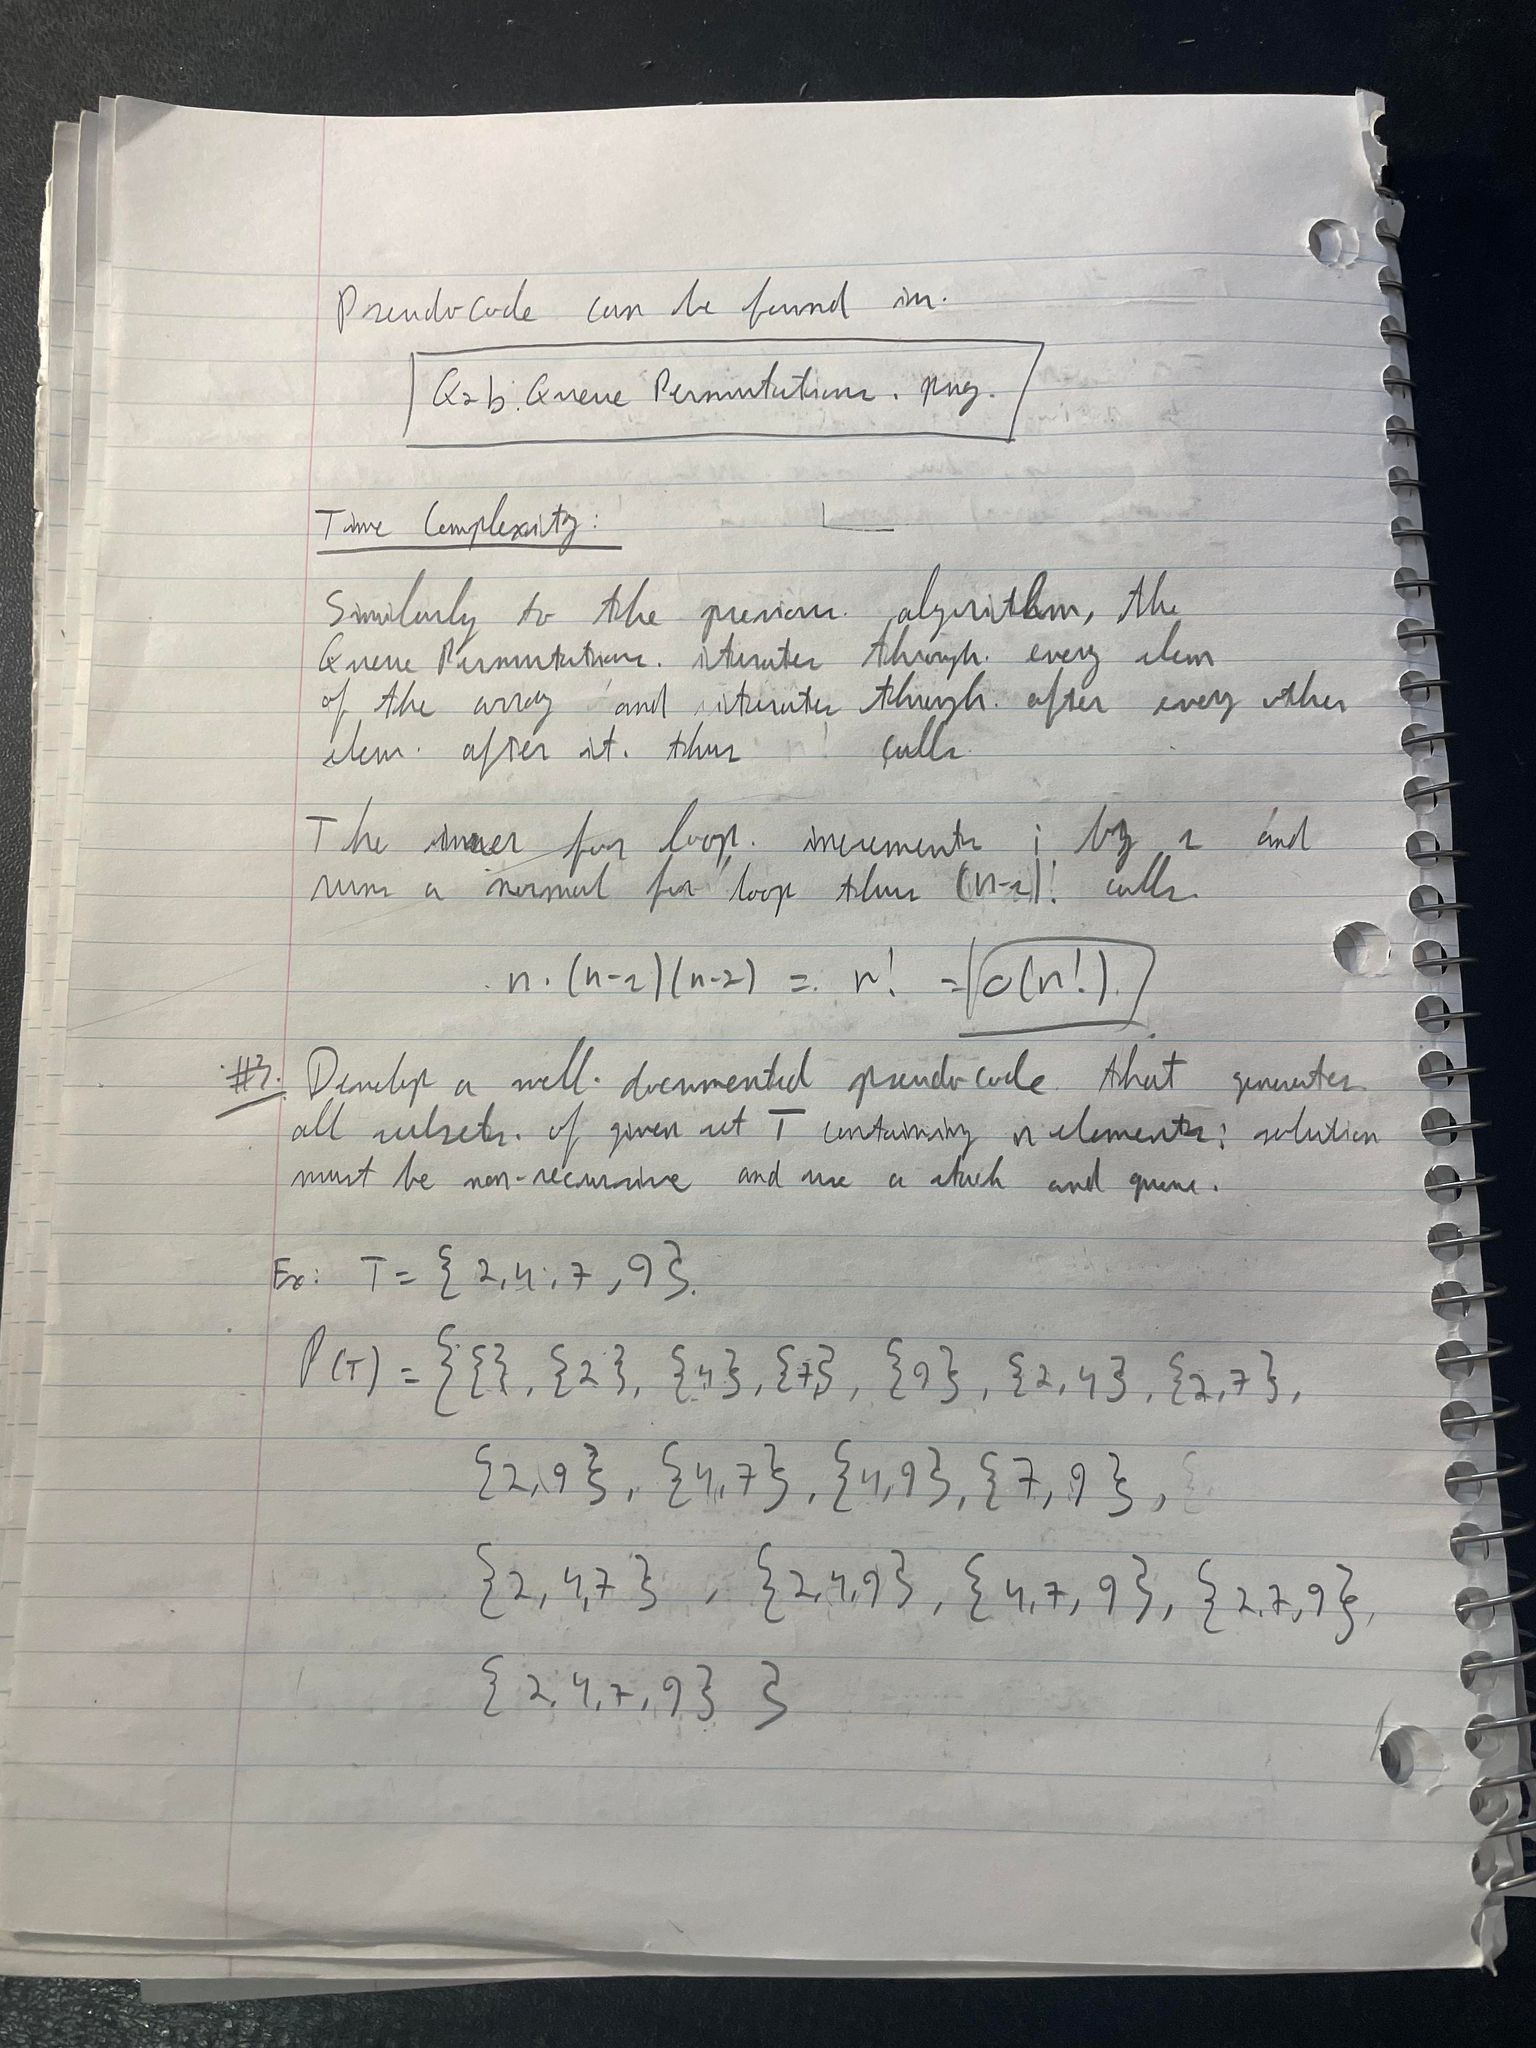 Pseudocode can be found in.
Q2b. Queue Permutations. png.
Time Complexity:
Similarly to the previous. algorithm, the
Queue Permutations. iterates through. every elem
of the array and iterates through. after every other
elem. after it. thus calls.
The inner for loop. increments i by 1 and
runs a normal for loop thus (n-1)! calls.
n. (n-1)(n-2) = n! = O(n!).
#3. Develop a well. documented pseudocode. that generates
all subsets. of given set T containing n elements; solution
must be non-recursive and use a stack and queue.
Ex: T = { 2,4,7,9}.
P(T) = { {}, {2}, {4}, {7}, {9}, {2,4}, {2,7},
{2,9}, {4,7}, {4,9}, {7,9},
{2,4,7}, {2,4,9}, {4,7,9}, {2,7,9},
{2,4,7,9} }